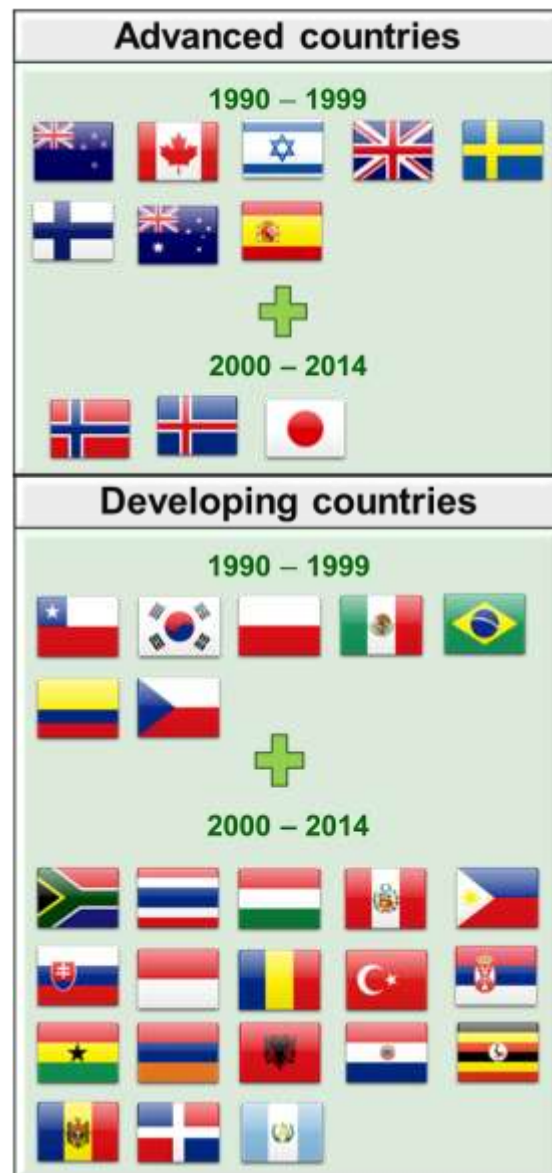 Advanced countries
1990 – 1999
2000 – 2014
Developing countries
1990 – 1999
2000 – 2014